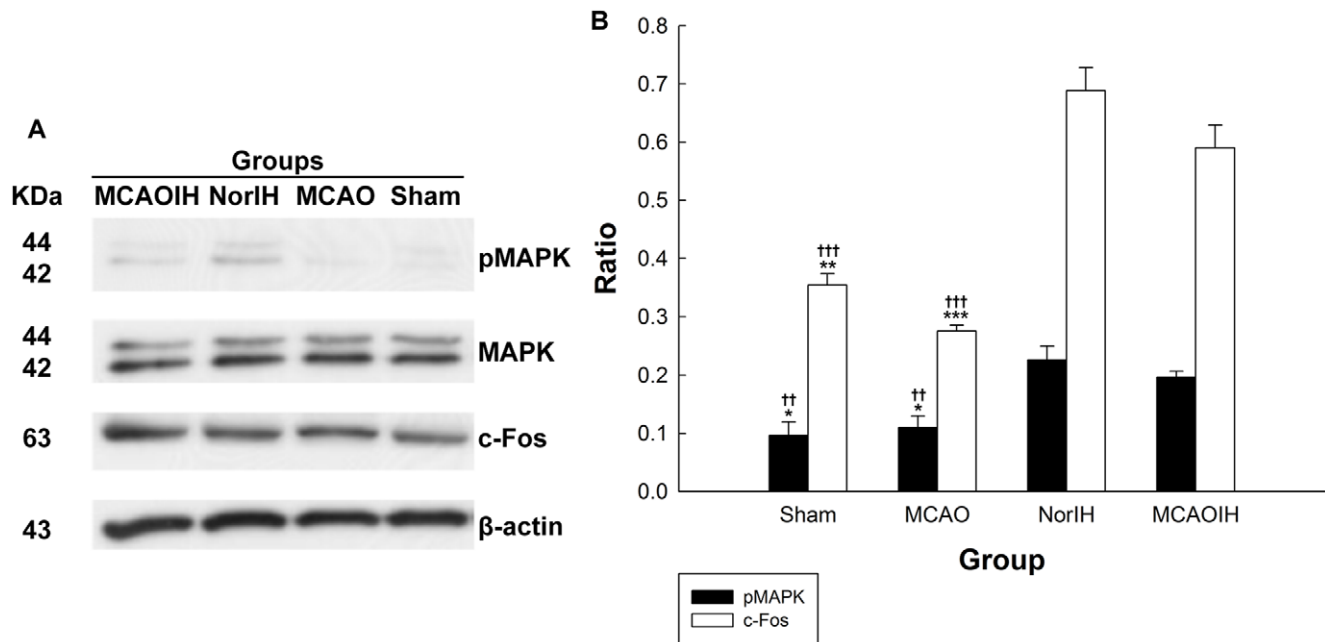 A
Groups
KDa MCAOIH NorIH MCAO Sham
44
42
pMAPK
44
42
MAPK
63
c-Fos
43
β-actin
B
0.8
0.7
0.6
0.5
0.4
0.3
0.2
0.1
0.0
Ratio
††
*
†††
**
††
*
†††
***
Sham MCAO NorIH MCAOIH
Group
pMAPK
c-Fos